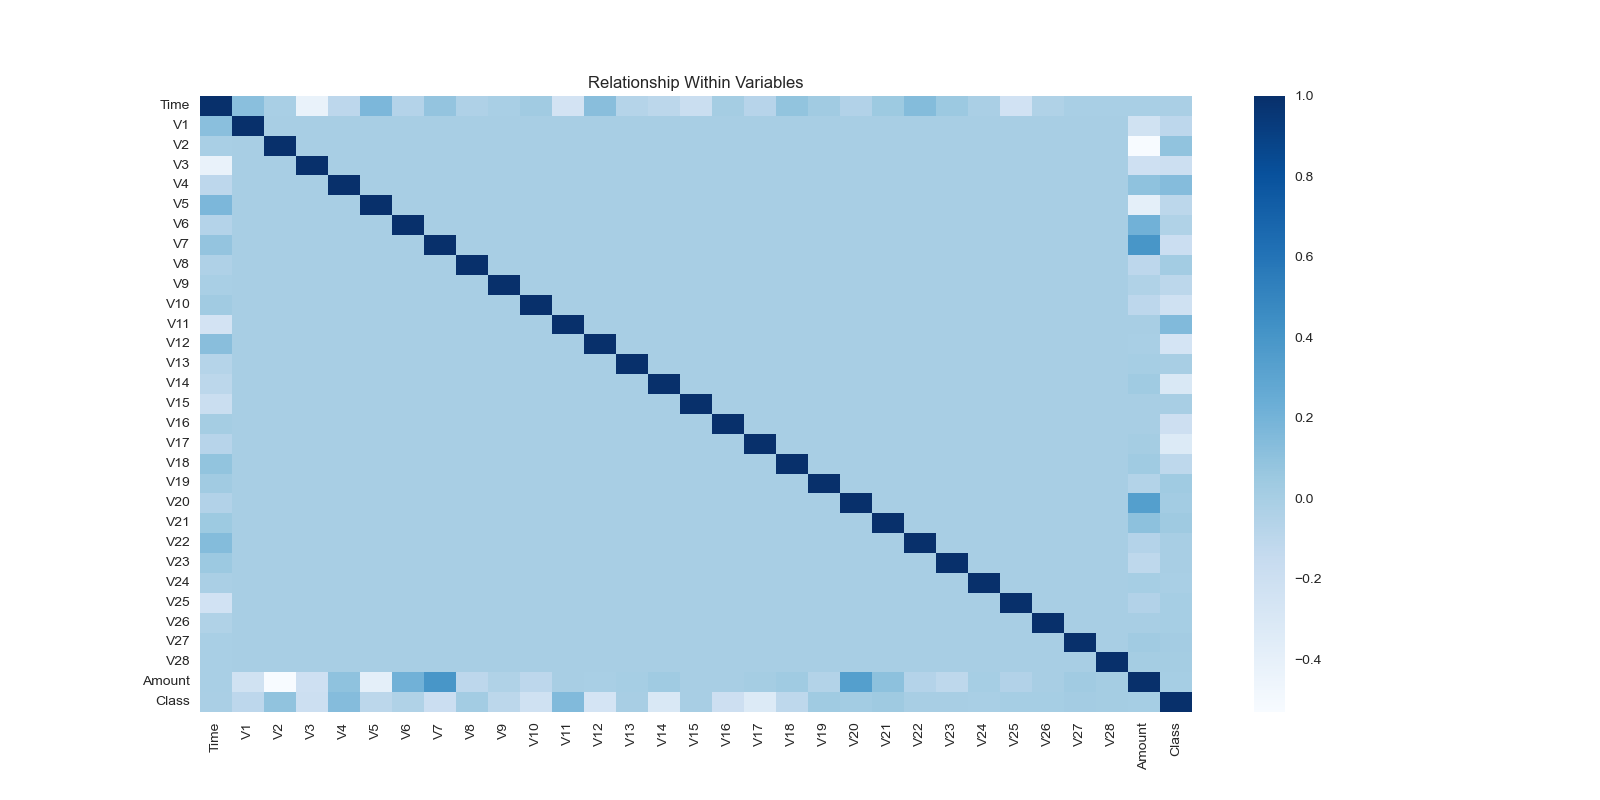 Relationship Within Variables
Time
V1
V2
V3
V4
V5
V6
V7
V8
V9
V10
V11
V12
V13
V14
V15
V16
V17
V18
V19
V20
V21
V22
V23
V24
V25
V26
V27
V28
Amount
Class
Time
V1
V2
V3
V4
V5
V6
V7
V8
V9
V10
V11
V12
V13
V14
V15
V16
V17
V18
V19
V20
V21
V22
V23
V24
V25
V26
V27
V28
Amount
Class
1.0
0.8
0.6
0.4
0.2
0.0
−0.2
−0.4